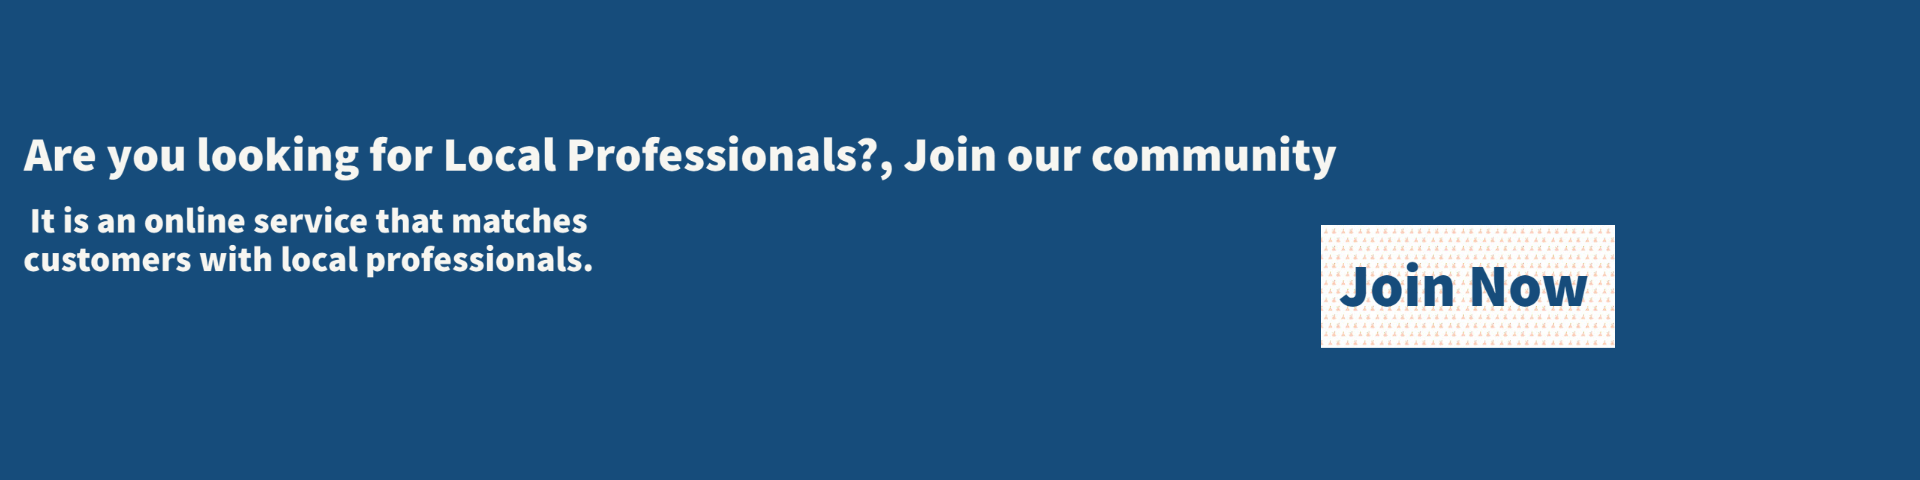 Are you looking for Local Professionals?, Join our community
It is an online service that matches
customers with local professionals.
Join Now